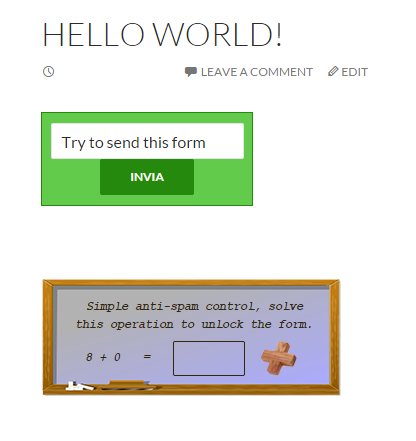 HELLO WORLD!
LEAVE A COMMENT EDIT
Try to send this form
INVIA
Simple anti-spam control, solve
this operation to unlock the form.
8 + 0 =